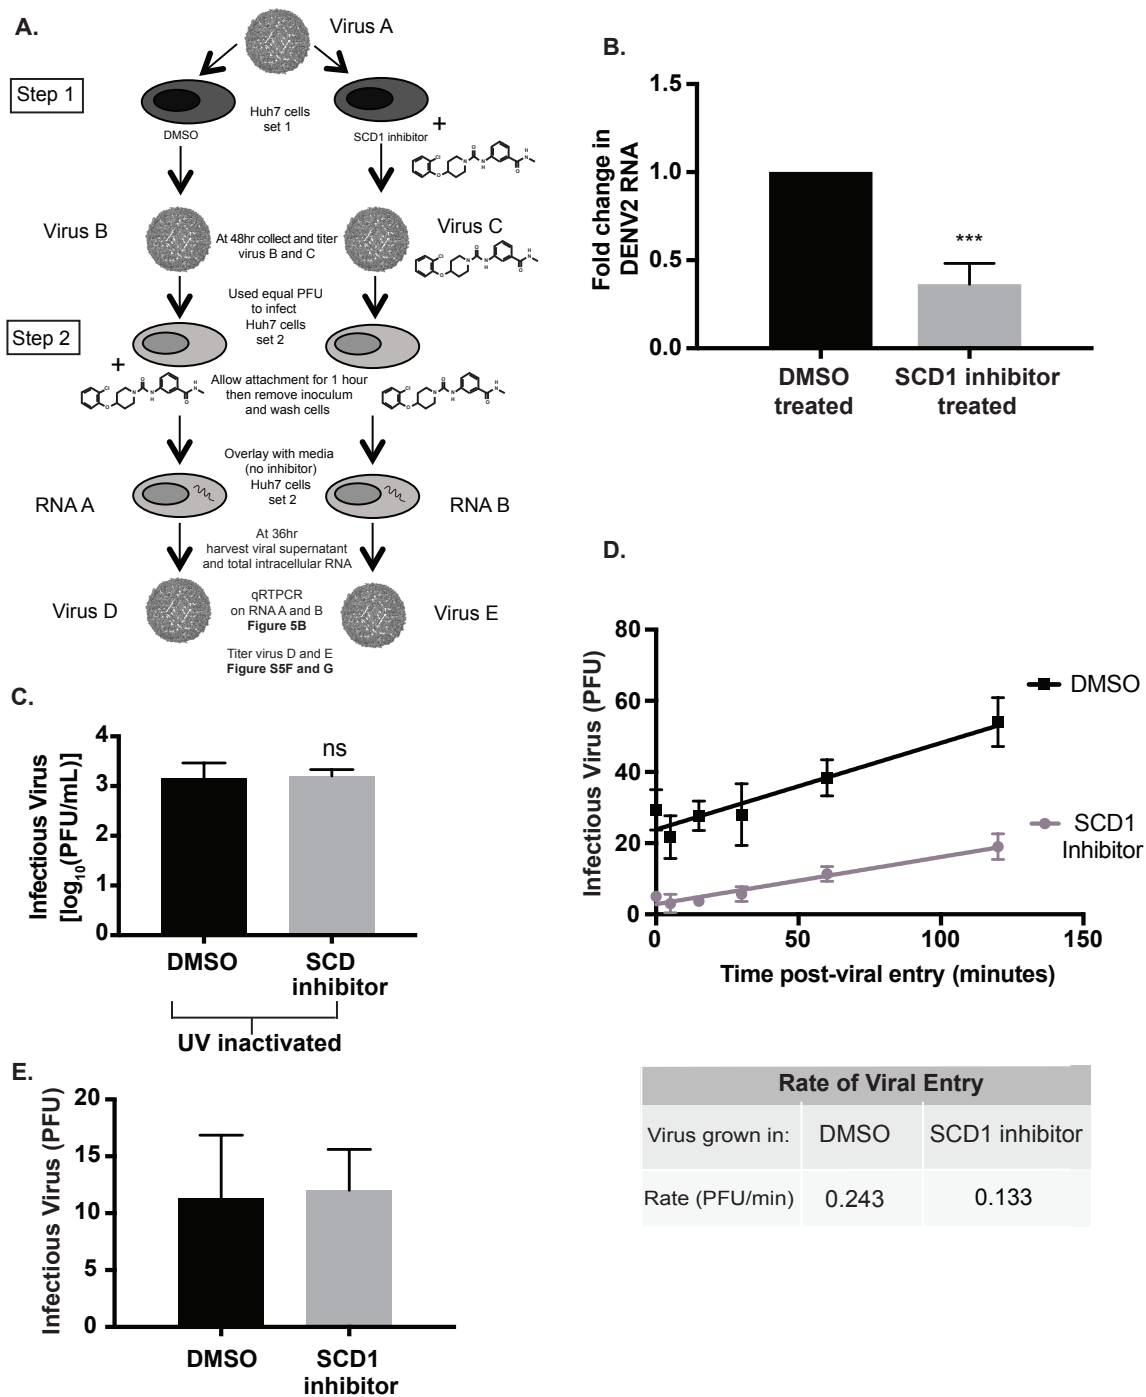 A.
Virus A
Step 1
Huh7 cells
set 1
DMSO
SCD1 inhibitor
+
Virus B
Virus C
At 48hr collect and titer
virus B and C
Used equal PFU
to infect
Huh7 cells
set 2
Step 2
+
Allow attachment for 1 hour
then remove inoculum
and wash cells
Overlay with media
(no inhibitor)
Huh7 cells
set 2
RNA A
RNA B
At 36hr
harvest viral supernatant
and total intracellular RNA
Virus D
Virus E
qRTPCR
on RNA A and B
Figure 5B
Titer virus D and E
Figure S5F and G
B.
Fold change in
DENV2 RNA
1.5
1.0
0.5
0.0
***
DMSO
treated
SCD1 inhibitor
treated
C.
Infectious Virus
[log10(PFU/mL)]
4
3
2
1
0
ns
DMSO
SCD
inhibitor
UV inactivated
D.
Infectious Virus (PFU)
80
60
40
20
0
0
50
100
150
Time post-viral entry (minutes)
DMSO
SCD1
Inhibitor
Rate of Viral Entry
Virus grown in: DMSO SCD1 inhibitor
Rate (PFU/min) 0.243 0.133
E.
Infectious Virus (PFU)
20
15
10
5
0
DMSO
SCD1
inhibitor